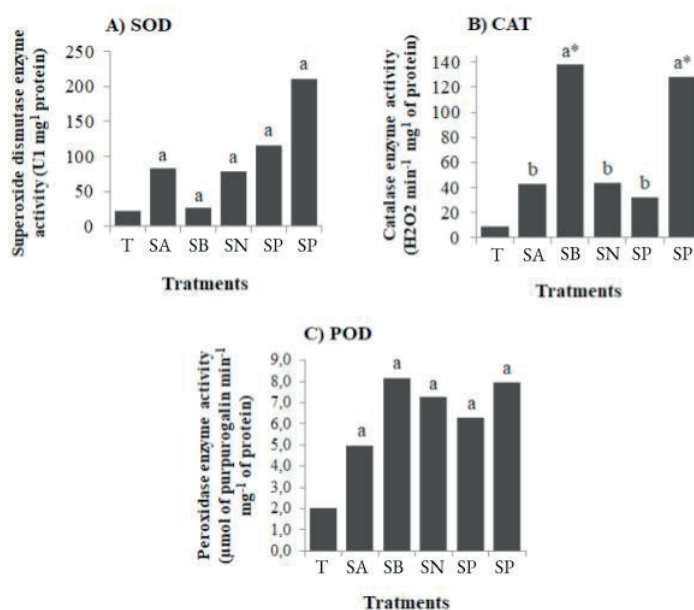 A) SOD
Superoxide dismutase enzyme
activity (U1 mg¹ protein)
250
200
150
100
50
0
a
a
a
a
a
T SA SB SN SP SP
Tratments
B) CAT
Catalase enzyme activity
(H2O2 min⁻¹ mg¹ of protein)
140
120
100
80
60
40
20
0
b
a*
b
b
a*
T SA SB SN SP SP
Tratments
C) POD
Peroxidase enzyme activity
(µmol of purpurogalin min⁻¹
mg⁻¹ of protein)
9,0
8,0
7,0
6,0
5,0
4,0
3,0
2,0
1,0
0,0
a
a
a
a
a
T SA SB SN SP SP
Tratments